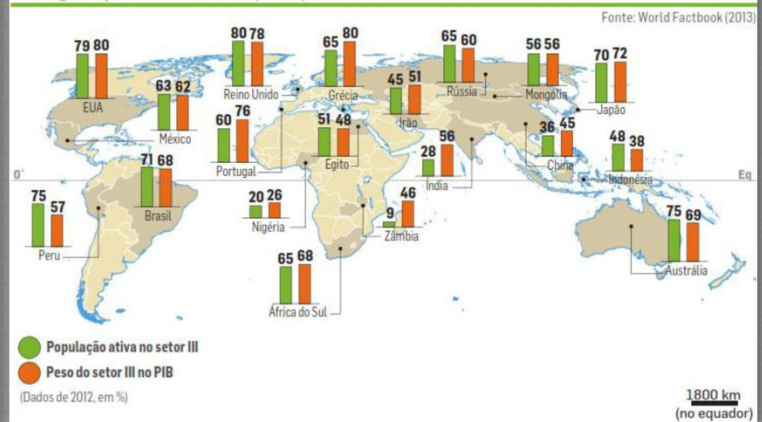 Fonte: World Factbook (2013)
79 80
EUA
63 62
México
80 78
Reino Unido
65 80
Grécia
65 60
Rússia
56 56
Mongólia
70 72
Japão
45 51
Irão
60 76
Portugal
51 48
Egito
28 56
Índia
36 45
China
48 38
Indonésia
0°
Eq
71 68
Brasil
75 57
Peru
20 26
Nigéria
9 46
Zâmbia
65 68
África do Sul
75 69
Austrália
População ativa no setor III
Peso do setor III no PIB
(Dados de 2012, em %)
1800 km
(no equador)